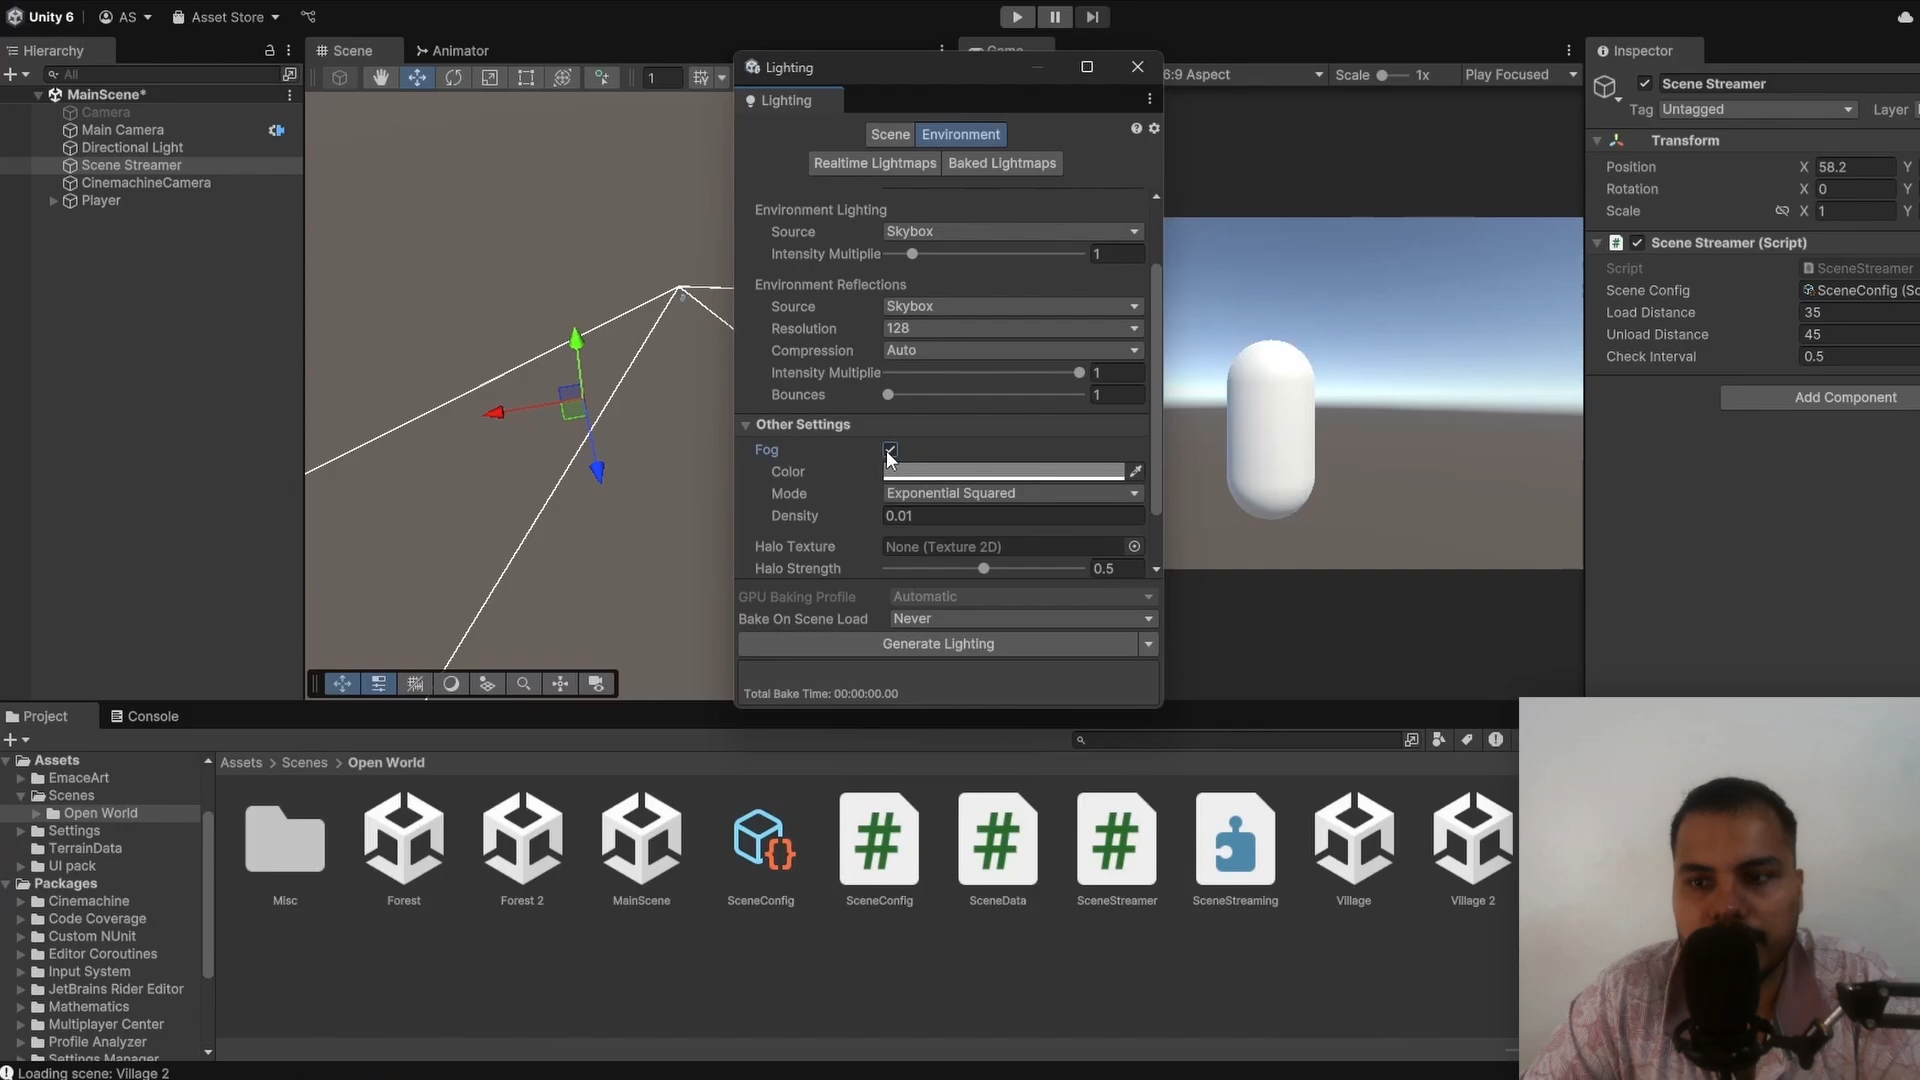 Unity 6 AS Asset Store
Hierarchy
All
MainScene*
Camera
Main Camera
Directional Light
Scene Streamer
CinemachineCamera
Player
Scene Animator
1
6:9 Aspect Scale 1x Play Focused
Lighting
Lighting
Scene Environment
Realtime Lightmaps Baked Lightmaps
Environment Lighting
Source Skybox
Intensity Multiplie 1
Environment Reflections
Source Skybox
Resolution 128
Compression Auto
Intensity Multiplie 1
Bounces 1
Other Settings
Fog
Color
Mode Exponential Squared
Density 0.01
Halo Texture None (Texture 2D)
Halo Strength 0.5
GPU Baking Profile Automatic
Bake On Scene Load Never
Generate Lighting
Total Bake Time: 00:00:00.00
Inspector
Scene Streamer
Tag Untagged Layer
Transform
Position X 58.2 Y
Rotation X 0 Y
Scale X 1 Y
Scene Streamer (Script)
Script SceneStreamer
Scene Config SceneConfig (Sc
Load Distance 35
Unload Distance 45
Check Interval 0.5
Add Component
Project Console
Assets
EmaceArt
Scenes
Open World
Settings
TerrainData
UI pack
Packages
Cinemachine
Code Coverage
Custom NUnit
Editor Coroutines
Input System
JetBrains Rider Editor
Mathematics
Multiplayer Center
Profile Analyzer
Settings Manager
Assets > Scenes > Open World
Misc Forest Forest 2 MainScene SceneConfig SceneConfig SceneData SceneStreamer SceneStreaming Village Village 2
Loading scene: Village 2